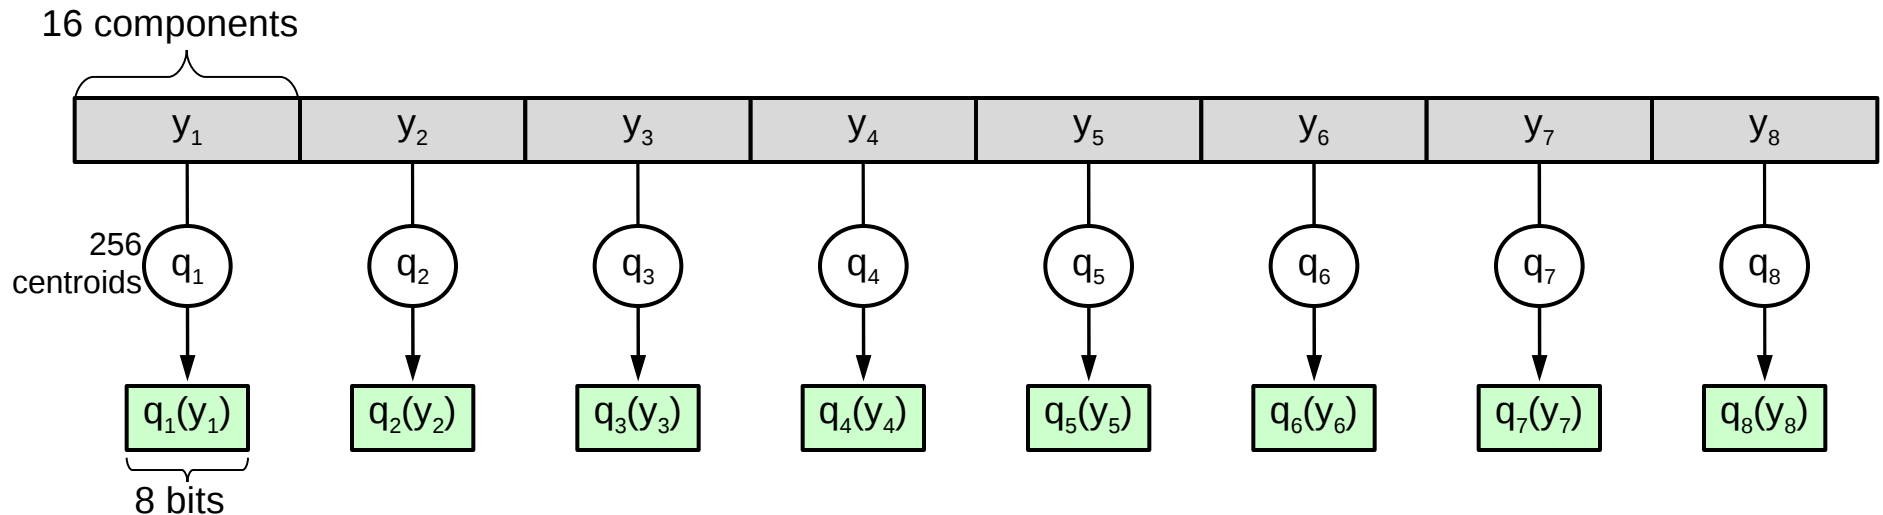 16 components
y₁ y₂ y₃ y₄ y₅ y₆ y₇ y₈
256
centroids
q₁ q₂ q₃ q₄ q₅ q₆ q₇ q₈
q₁(y₁) q₂(y₂) q₃(y₃) q₄(y₄) q₅(y₅) q₆(y₆) q₇(y₇) q₈(y₈)
8 bits